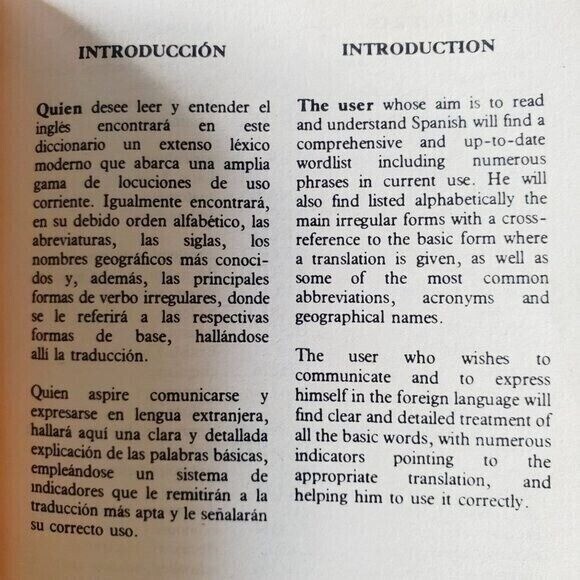 INTRODUCCIÓN
Quien desee leer y entender el
inglés encontrará en este
diccionario un extenso léxico
moderno que abarca una amplia
gama de locuciones de uso
corriente. Igualmente encontrará,
en su debido orden alfabético, las
abreviaturas, las siglas, los
nombres geográficos más conoci-
dos y, además, las principales
formas de verbo irregulares, donde
se le referirá a las respectivas
formas de base, hallándose
allí la traducción.
Quien aspire comunicarse y
expresarse en lengua extranjera,
hallará aquí una clara y detallada
explicación de las palabras básicas,
empleándose un sistema de
indicadores que le remitirán a la
traducción más apta y le señalarán
su correcto uso.
INTRODUCTION
The user whose aim is to read
and understand Spanish will find a
comprehensive and up-to-date
wordlist including numerous
phrases in current use. He will
also find listed alphabetically the
main irregular forms with a cross-
reference to the basic form where
a translation is given, as well as
some of the most common
abbreviations, acronyms and
geographical names.
The user who wishes to
communicate and to express
himself in the foreign language will
find clear and detailed treatment of
all the basic words, with numerous
indicators pointing to the
appropriate translation, and
helping him to use it correctly.